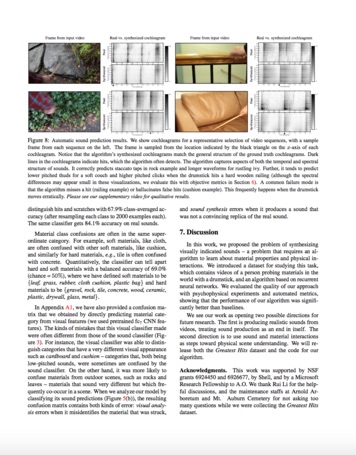 Frame from input video
Real vs. synthesized cochleagram
Frame from input video
Real vs. synthesized cochleagram
Figure 8: Automatic sound prediction results. We show cochleagrams for a representative selection of video sequences, with a sample
frame from each sequence on the left. The frame is sampled from the location indicated by the black triangle on the x-axis of each
cochleagram. Notice that the algorithm's synthesized cochleagrams match the general structure of the ground truth cochleagrams. Dark
lines in the cochleagrams indicate hits, which the algorithm often detects. The algorithm captures aspects of both the temporal and spectral
structure of sounds. It correctly predicts staccato taps in rock example and longer waveforms for rustling ivy. Further, it tends to predict
lower pitched thuds for a soft couch and higher pitched clicks when the drumstick hits a hard wooden railing (although the spectral
differences may appear small in these visualizations, we evaluate this with objective metrics in Section 6). A common failure mode is
that the algorithm misses a hit (railing example) or hallucinates false hits (cushion example). This frequently happens when the drumstick
moves erratically. Please see our supplementary video for qualitative results.
distinguish hits and scratches with 67.9% class-averaged ac-
curacy (after resampling each class to 2000 examples each).
The same classifier gets 84.1% accuracy on real sounds.
Material class confusions are often in the same super-
ordinate category. For example, soft materials, like cloth,
are often confused with other soft materials, like cushion,
and similarly for hard materials, e.g., tile is often confused
with concrete. Quantitatively, the classifier can tell apart
hard and soft materials with a balanced accuracy of 69.0%
(chance = 50%), where we have defined soft materials to be
{leaf, grass, rubber, cloth cushion, plastic bag} and hard
materials to be {gravel, rock, tile, concrete, wood, ceramic,
plastic, drywall, glass, metal}.
In Appendix A1, we have also provided a confusion ma-
trix that we obtained by directly predicting material cate-
gory from visual features (we used pretrained fc₇ CNN fea-
tures). The kinds of mistakes that this visual classifier made
were often different from those of the sound classifier (Fig-
ure 3). For instance, the visual classifier was able to distin-
guish categories that have a very different visual appearance
such as cardboard and cushion – categories that, both being
low-pitched sounds, were sometimes are confused by the
sound classifier. On the other hand, it was more likely to
confuse materials from outdoor scenes, such as rocks and
leaves – materials that sound very different but which fre-
quently co-occur in a scene. When we analyze our model by
classifying its sound predictions (Figure 5(b)), the resulting
confusion matrix contains both kinds of error: visual analy-
sis errors when it misidentifies the material that was struck,
and sound synthesis errors when it produces a sound that
was not a convincing replica of the real sound.
7. Discussion
In this work, we proposed the problem of synthesizing
visually indicated sounds – a problem that requires an al-
gorithm to learn about material properties and physical in-
teractions. We introduced a dataset for studying this task,
which contains videos of a person probing materials in the
world with a drumstick, and an algorithm based on recurrent
neural networks. We evaluated the quality of our approach
with psychophysical experiments and automated metrics,
showing that the performance of our algorithm was signifi-
cantly better than baselines.
We see our work as opening two possible directions for
future research. The first is producing realistic sounds from
videos, treating sound production as an end in itself. The
second direction is to use sound and material interactions
as steps toward physical scene understanding. We will re-
lease both the Greatest Hits dataset and the code for our
algorithm.
Acknowledgments. This work was supported by NSF
grants 6924450 and 6926677, by Shell, and by a Microsoft
Research Fellowship to A.O. We thank Rui Li for the help-
ful discussions, and the maintenance staffs at Arnold Ar-
boretum and Mt. Auburn Cemetery for not asking too
many questions while we were collecting the Greatest Hits
dataset.